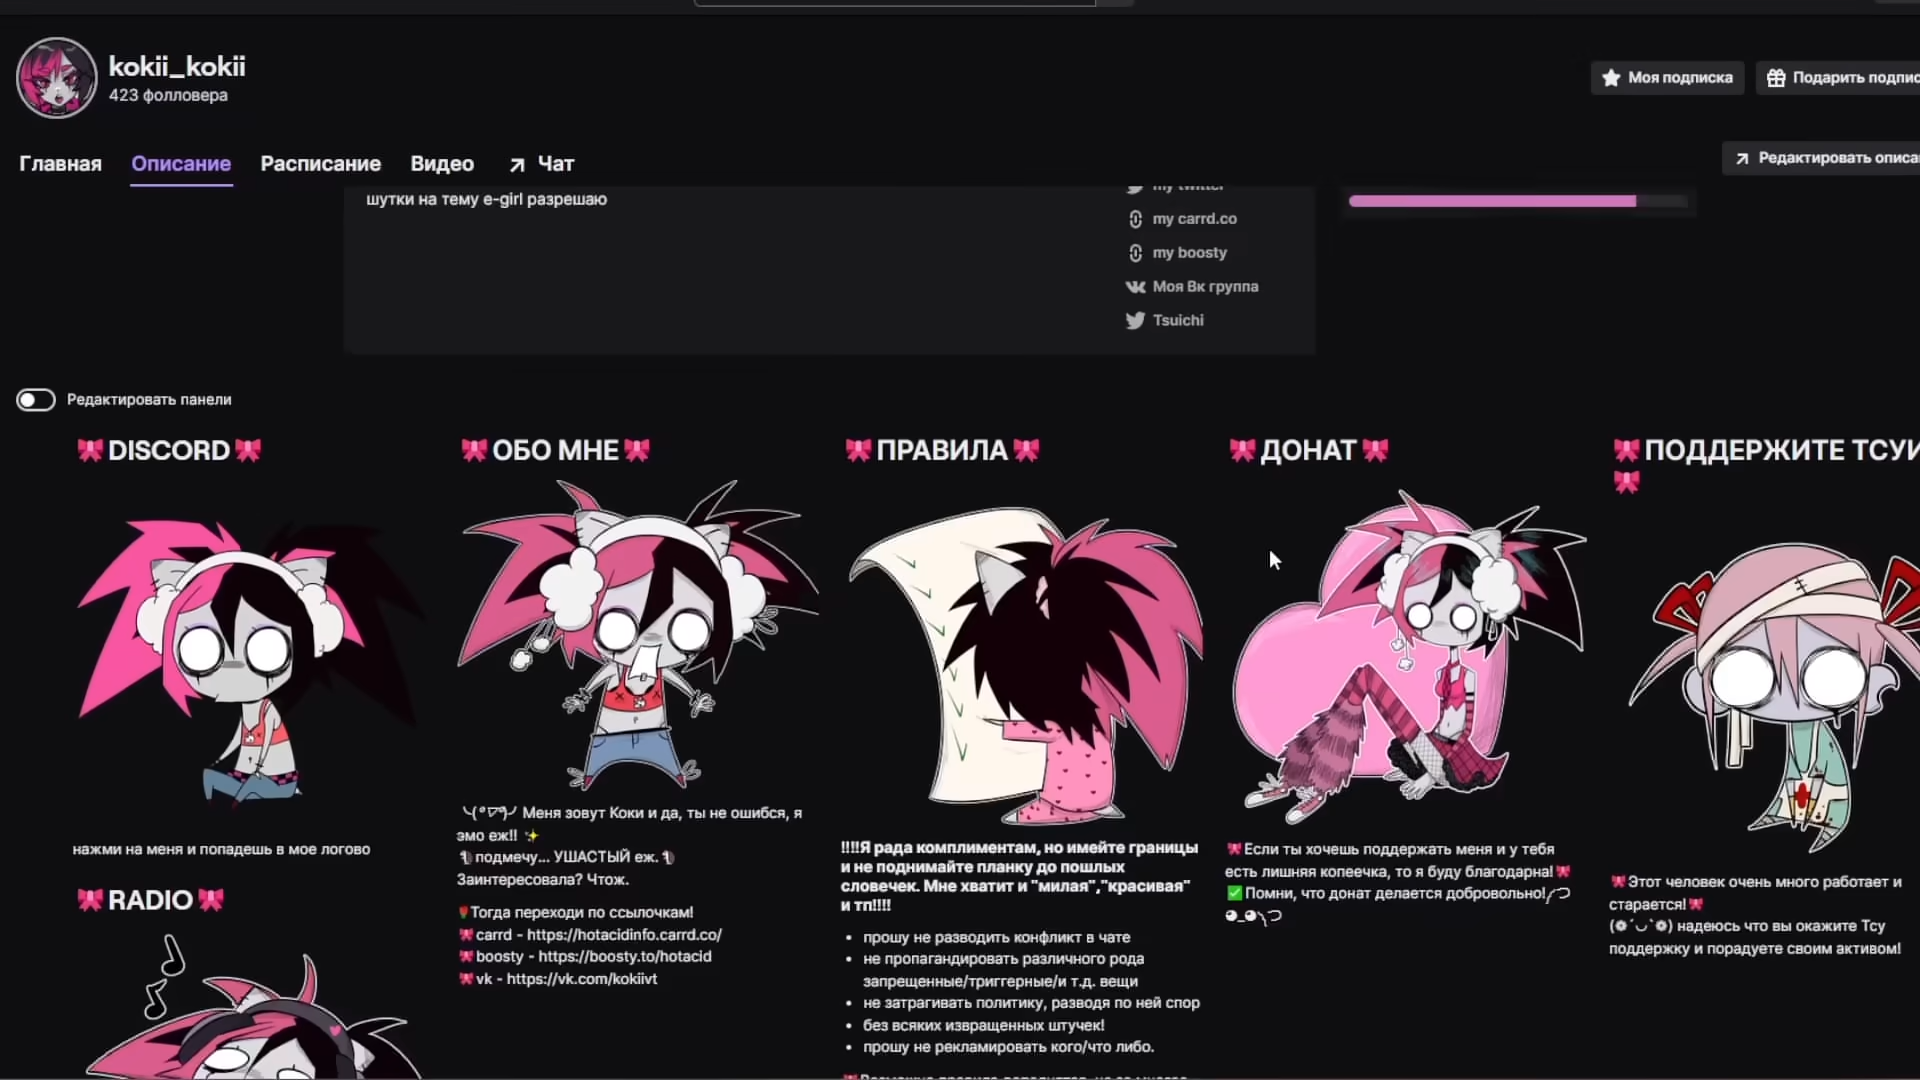 kokii_kokii
423 фолловера
Моя подписка
Подарить подпис
Главная
Описание
Расписание
Видео
Чат
Редактировать описа
шутки на тему e-girl разрешаю
my twitter
my carrd.co
my boosty
Моя Вк группа
Tsuichi
Редактировать панели
🎀DISCORD🎀
нажми на меня и попадешь в мое логово
🎀RADIO🎀
🎀ОБО МНЕ🎀
Меня зовут Коки и да, ты не ошибся, я
эмо еж!! ✨
🦔подмечу... УШАСТЫЙ еж.🦔
Заинтересовала? Чтож.
🌹Тогда переходи по ссылочкам!
🎀carrd - https://hotacidinfo.carrd.co/
🎀boosty - https://boosty.to/hotacid
🎀vk - https://vk.com/kokiivt
🎀ПРАВИЛА🎀
!!!!Я рада комплиментам, но имейте границы
и не поднимайте планку до пошлых
словечек. Мне хватит и "милая","красивая"
и тп!!!!
• прошу не разводить конфликт в чате
• не пропагандировать различного рода
запрещенные/триггерные/и т.д. вещи
• не затрагивать политику, разводя по ней спор
• без всяких извращенных штучек!
• прошу не рекламировать кого/что либо.
🎀ДОНАТ🎀
🎀Если ты хочешь поддержать меня и у тебя
есть лишняя копеечка, то я буду благодарна!🎀
✅Помни, что донат делается добровольно!
🎀ПОДДЕРЖИТЕ ТСУИ
🎀
🎀Этот человек очень много работает и
старается!🎀
(❁´◡`❁) надеюсь что вы окажите Тсу
поддержку и порадуете своим активом!